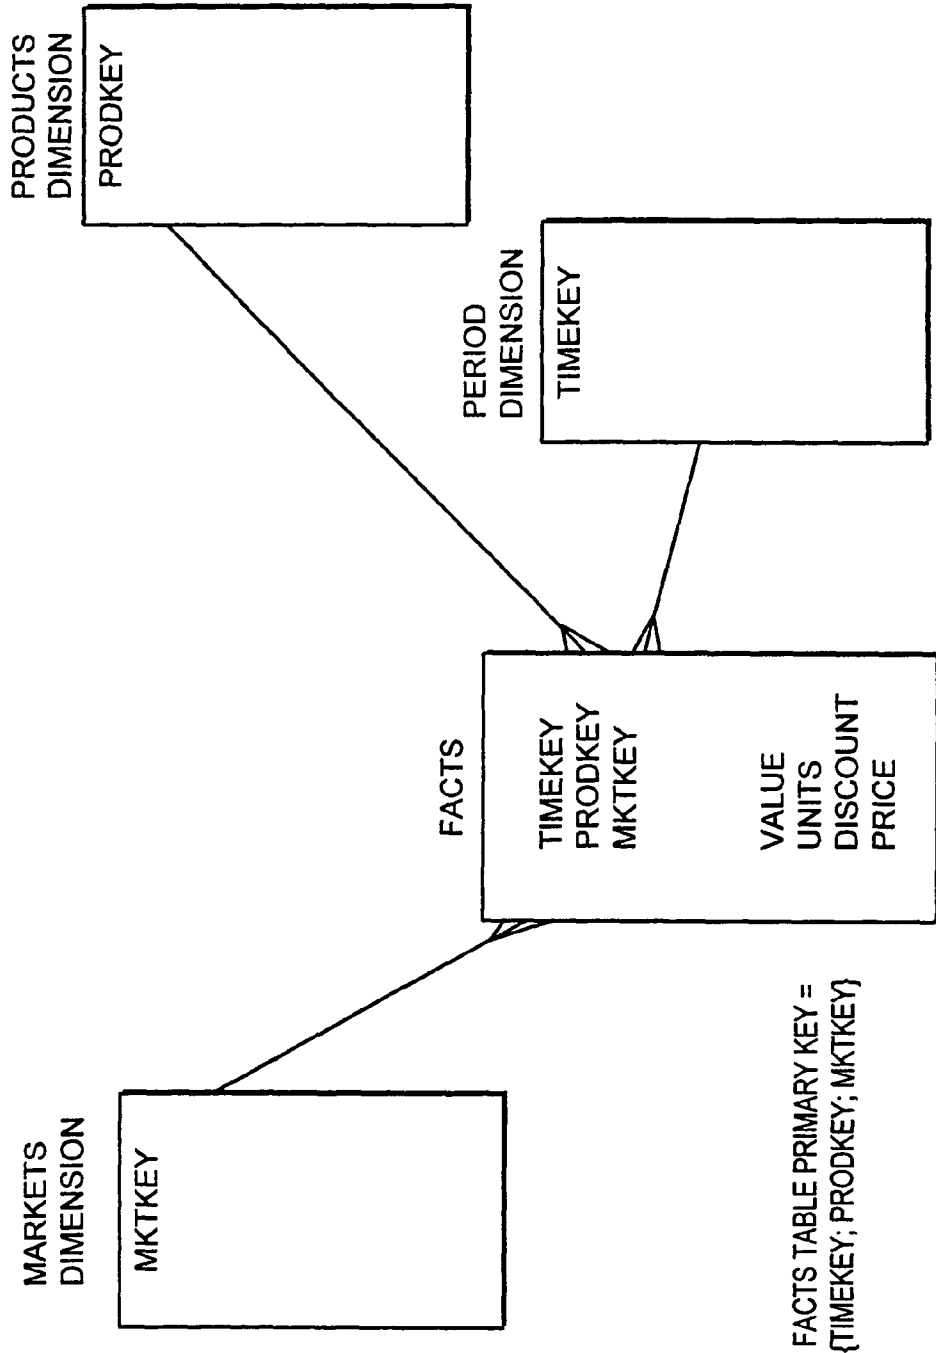 MARKETS
DIMENSION
MKTKEY
FACTS
TIMEKEY
PRODKEY
MKTKEY
VALUE
UNITS
DISCOUNT
PRICE
PRODUCTS
DIMENSION
PRODKEY
PERIOD
DIMENSION
TIMEKEY
FACTS TABLE PRIMARY KEY =
{TIMEKEY; PRODKEY; MKTKEY}